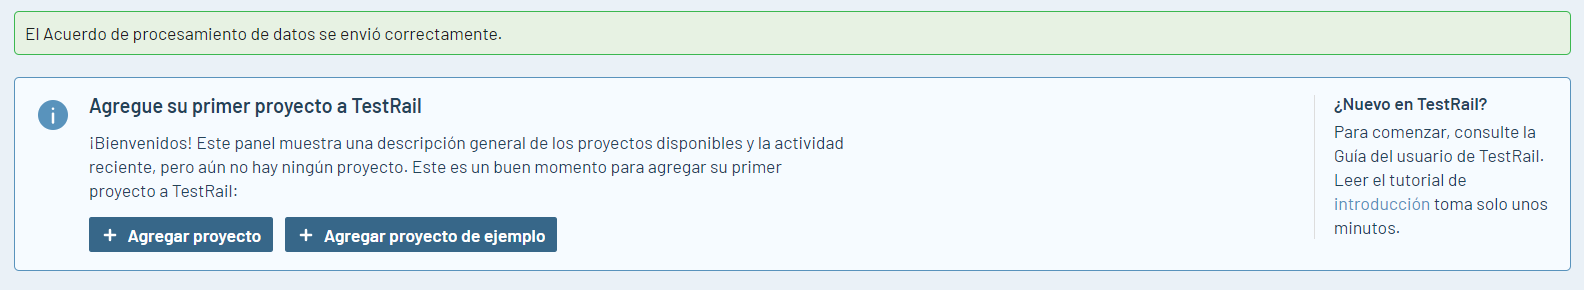 El Acuerdo de procesamiento de datos se envió correctamente.
Agregue su primer proyecto a TestRail
¡Bienvenidos! Este panel muestra una descripción general de los proyectos disponibles y la actividad
reciente, pero aún no hay ningún proyecto. Este es un buen momento para agregar su primer
proyecto a TestRail:
+ Agregar proyecto
+ Agregar proyecto de ejemplo
¿Nuevo en TestRail?
Para comenzar, consulte la
Guía del usuario de TestRail.
Leer el tutorial de
introducción toma solo unos
minutos.